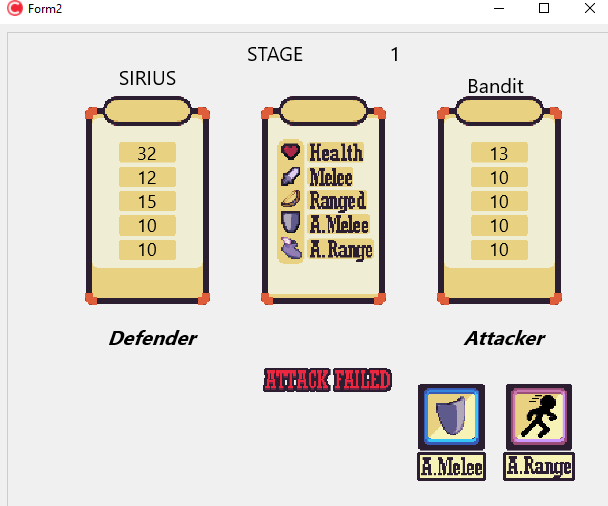 Form2
STAGE 1
SIRIUS
Bandit
32
12
15
10
10
Health
Melee
Ranged
A.Melee
A.Range
13
10
10
10
10
Defender
Attacker
ATTACK FAILED
A.Melee
A.Range